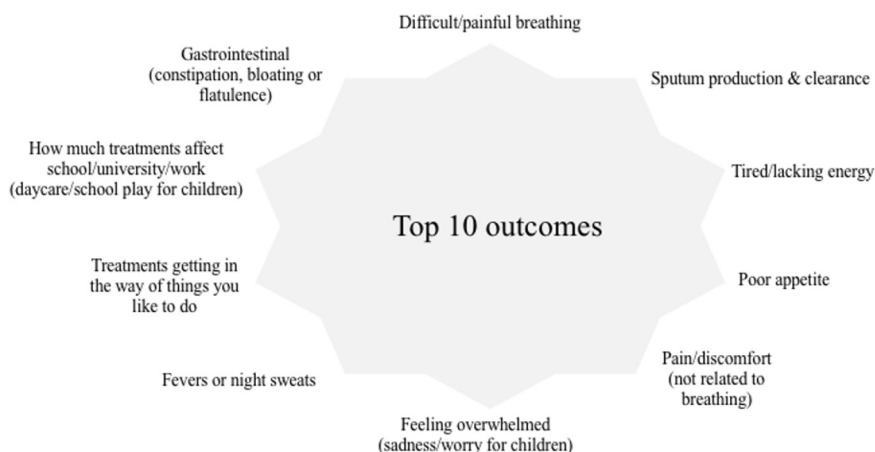 Difficult/painful breathing
Sputum production & clearance
Tired/lacking energy
Poor appetite
Pain/discomfort
(not related to
breathing)
Feeling overwhelmed
(sadness/worry for children)
Fevers or night sweats
Treatments getting in
the way of things you
like to do
How much treatments affect
school/university/work
(daycare/school play for children)
Gastrointestinal
(constipation, bloating or
flatulence)
Top 10 outcomes